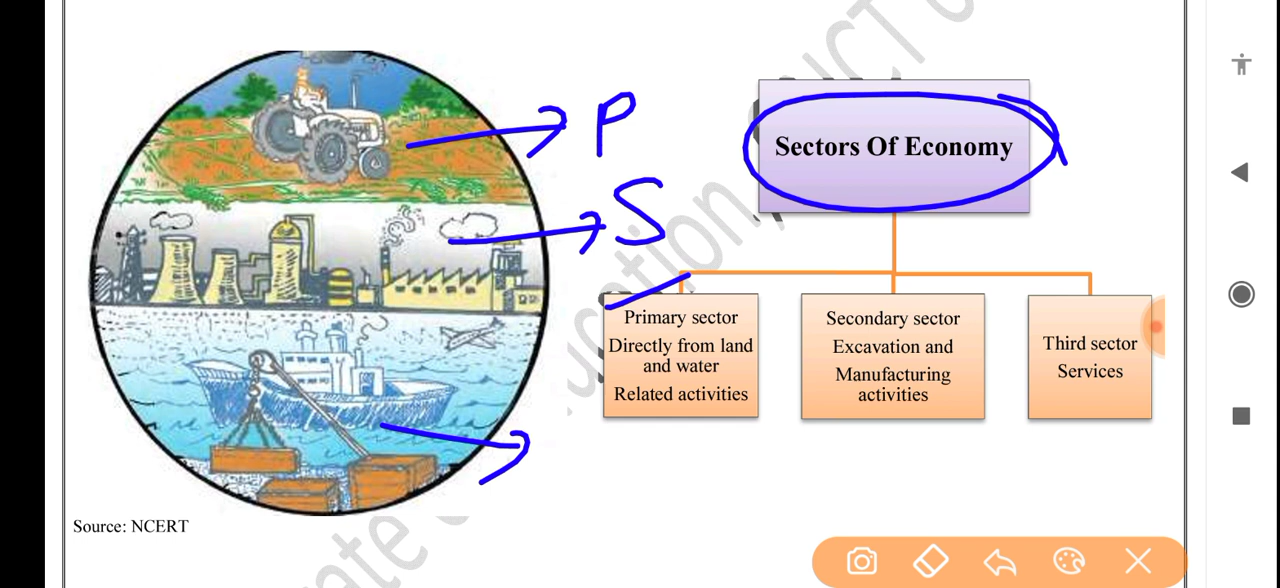 P
S
Sectors Of Economy
Primary sector
Directly from land
and water
Related activities
Secondary sector
Excavation and
Manufacturing
activities
Third sector
Services
Source: NCERT